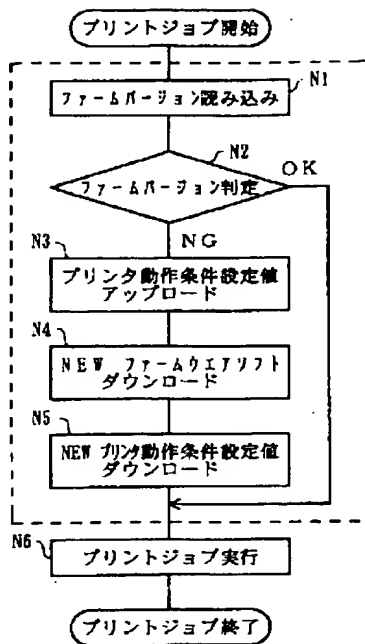 プリントジョブ開始
N1
ファームバージョン読み込み
N2
ファームバージョン判定
OK
NG
N3
プリンタ動作条件設定値
アップロード
N4
NEW ファームウエアソフト
ダウンロード
N5
NEWプリンタ動作条件設定値
ダウンロード
N6
プリントジョブ実行
プリントジョブ終了